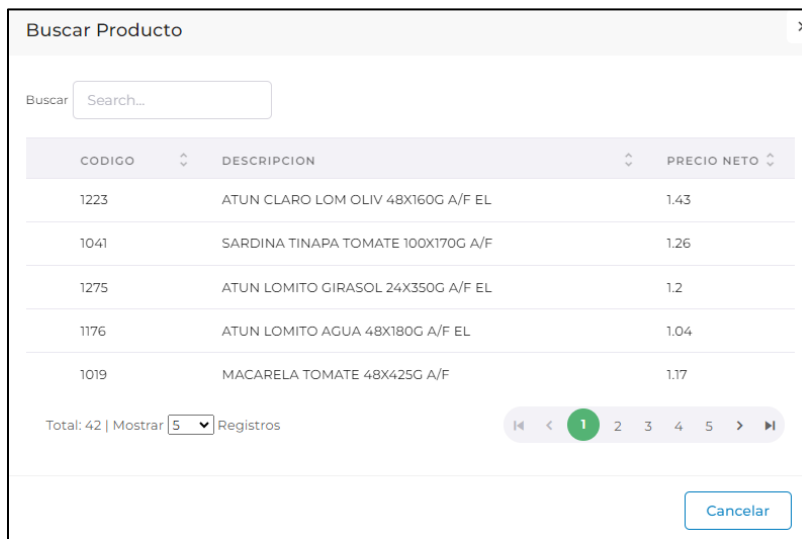 Buscar Producto
Buscar Search...
CODIGO DESCRIPCION PRECIO NETO
1223 ATUN CLARO LOM OLIV 48X160G A/F EL 1.43
1041 SARDINA TINAPA TOMATE 100X170G A/F 1.26
1275 ATUN LOMITO GIRASOL 24X350G A/F EL 1.2
1176 ATUN LOMITO AGUA 48X180G A/F EL 1.04
1019 MACARELA TOMATE 48X425G A/F 1.17
Total: 42 | Mostrar 5 Registros 1 2 3 4 5
Cancelar